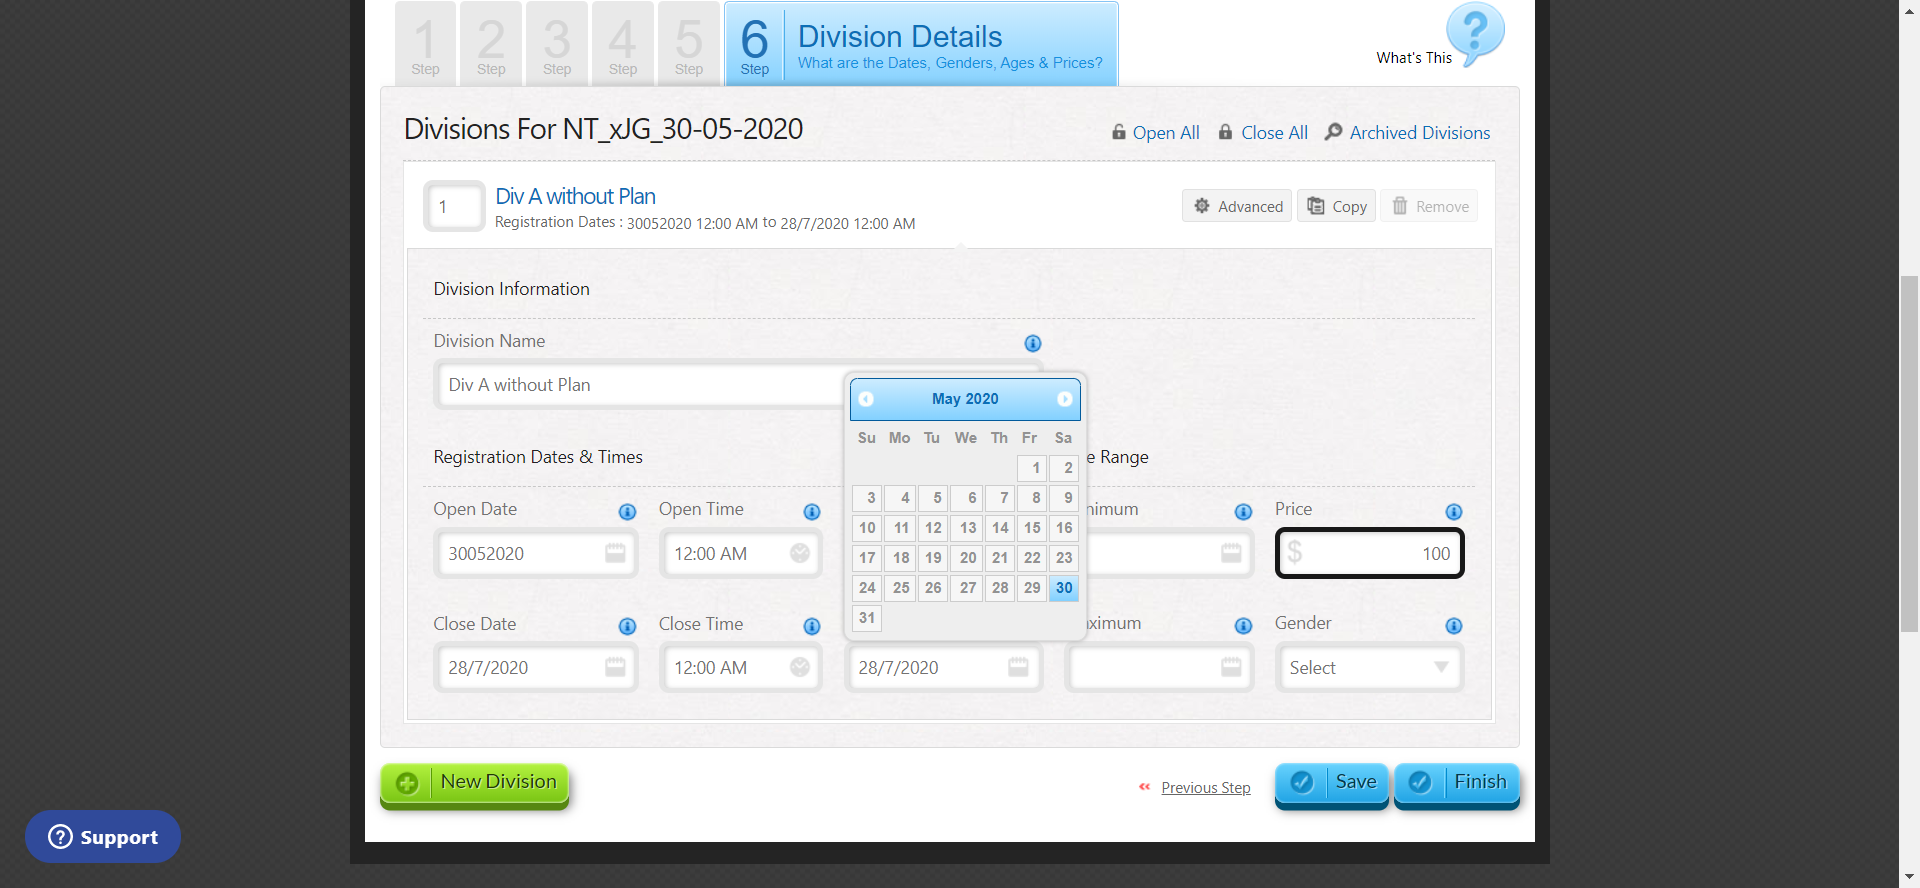 1
Step
2
Step
3
Step
4
Step
5
Step
6
Step
Division Details
What are the Dates, Genders, Ages & Prices?
What's This
?
Divisions For NT_xJG_30-05-2020
Open All
Close All
Archived Divisions
1
Div A without Plan
Registration Dates : 30052020 12:00 AM to 28/7/2020 12:00 AM
Advanced
Copy
Remove
Division Information
Division Name
Div A without Plan
May 2020
Su Mo Tu We Th Fr Sa
1 2
3 4 5 6 7 8 9
10 11 12 13 14 15 16
17 18 19 20 21 22 23
24 25 26 27 28 29 30
31
Registration Dates & Times
e Range
Open Date
Open Time
nimum
Price
30052020
12:00 AM
$ 100
Close Date
Close Time
ximum
Gender
28/7/2020
12:00 AM
28/7/2020
Select
New Division
Previous Step
Save
Finish
? Support